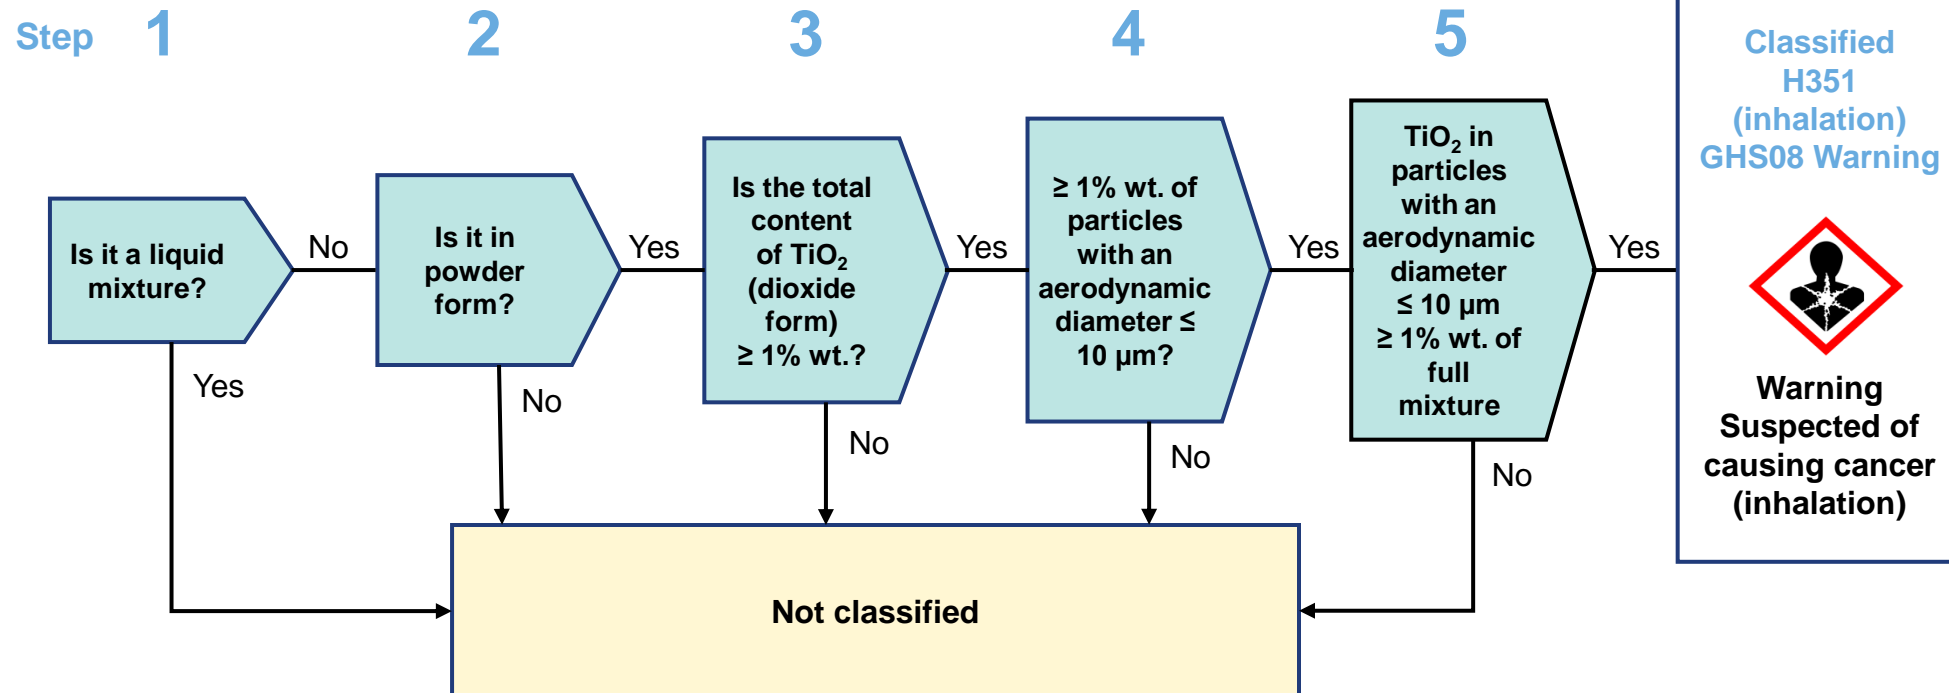 Step 1 2 3 4 5
Is it a liquid
mixture?
No
Yes
Is it in
powder
form?
Yes
No
Is the total
content
of TiO₂
(dioxide
form)
≥ 1% wt.?
Yes
No
≥ 1% wt. of
particles
with an
aerodynamic
diameter ≤
10 µm?
Yes
No
TiO₂ in
particles
with an
aerodynamic
diameter
≤ 10 µm
≥ 1% wt. of
full
mixture
Yes
No
Classified
H351
(inhalation)
GHS08 Warning
Warning
Suspected of
causing cancer
(inhalation)
Not classified